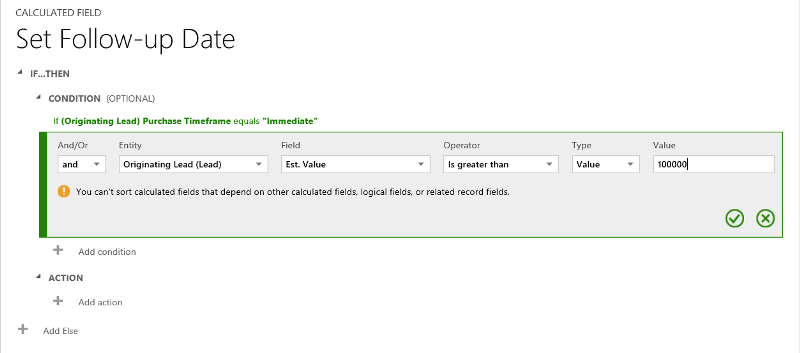 CALCULATED FIELD
Set Follow-up Date
IF...THEN
CONDITION (OPTIONAL)
If (Originating Lead) Purchase Timeframe equals "Immediate"
And/Or Entity Field Operator Type Value
and Originating Lead (Lead) Est. Value Is greater than Value 100000
You can't sort calculated fields that depend on other calculated fields, logical fields, or related record fields.
Add condition
ACTION
Add action
Add Else